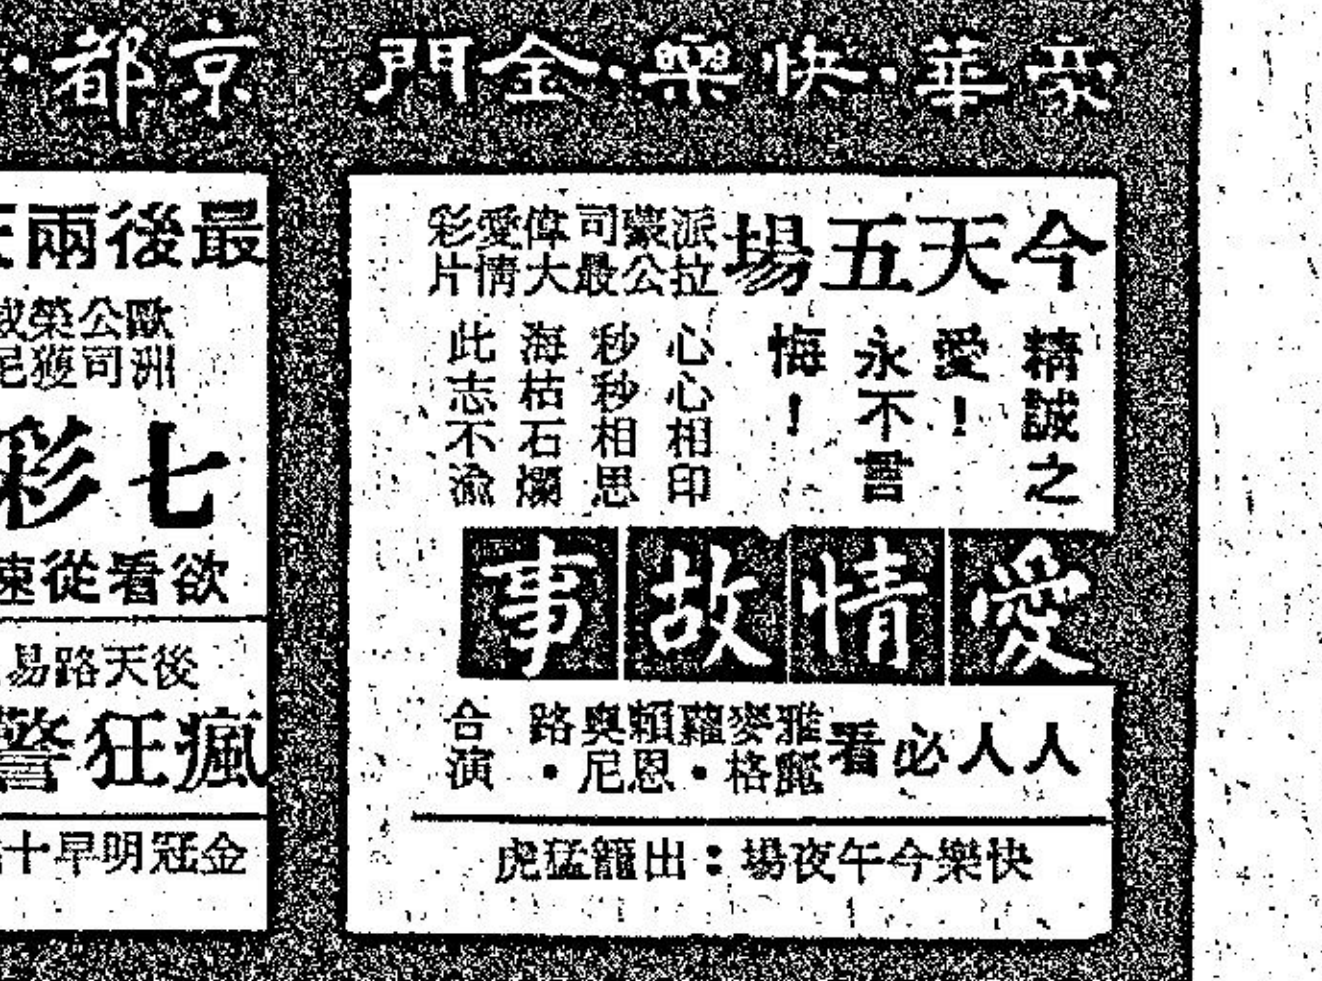 豪華·快樂·金門
今天五場
派拉蒙公司最偉大愛情彩片
精誠之愛！
永不言悔！
心心相印
秒秒相思
海枯石爛
此志不渝
愛情故事
人人必看
雅麗麥格·蘿恩賴尼奧·路合演
快樂今午夜場：出籠猛虎
京都·
最後兩天
歐洲公司榮獲
七彩
欲看從速
後天路易
瘋狂警
金冠明早十